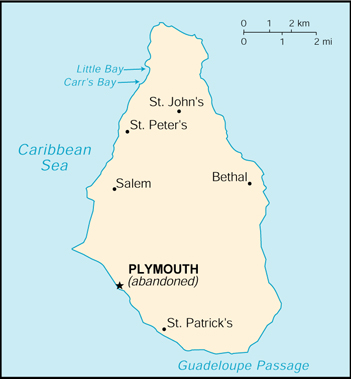 0 1 2 km
0 1 2 mi
Little Bay
Carr's Bay
St. John's
St. Peter's
Caribbean
Sea
Salem
Bethal
PLYMOUTH
(abandoned)
St. Patrick's
Guadeloupe Passage